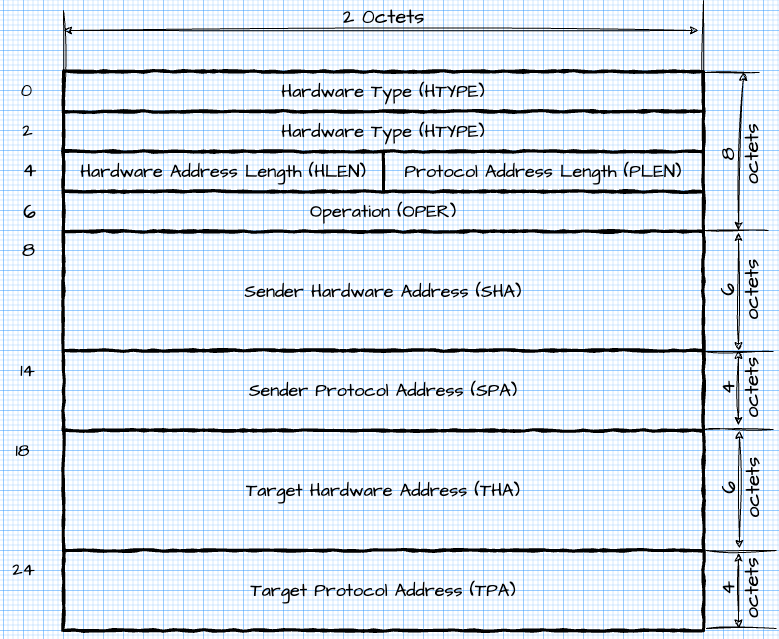 2 Octets
0
Hardware Type (HTYPE)
2
Hardware Type (HTYPE)
4
Hardware Address Length (HLEN)
Protocol Address Length (PLEN)
6
Operation (OPER)
8 octets
8
Sender Hardware Address (SHA)
6 octets
14
Sender Protocol Address (SPA)
4 octets
18
Target Hardware Address (THA)
6 octets
24
Target Protocol Address (TPA)
4 octets